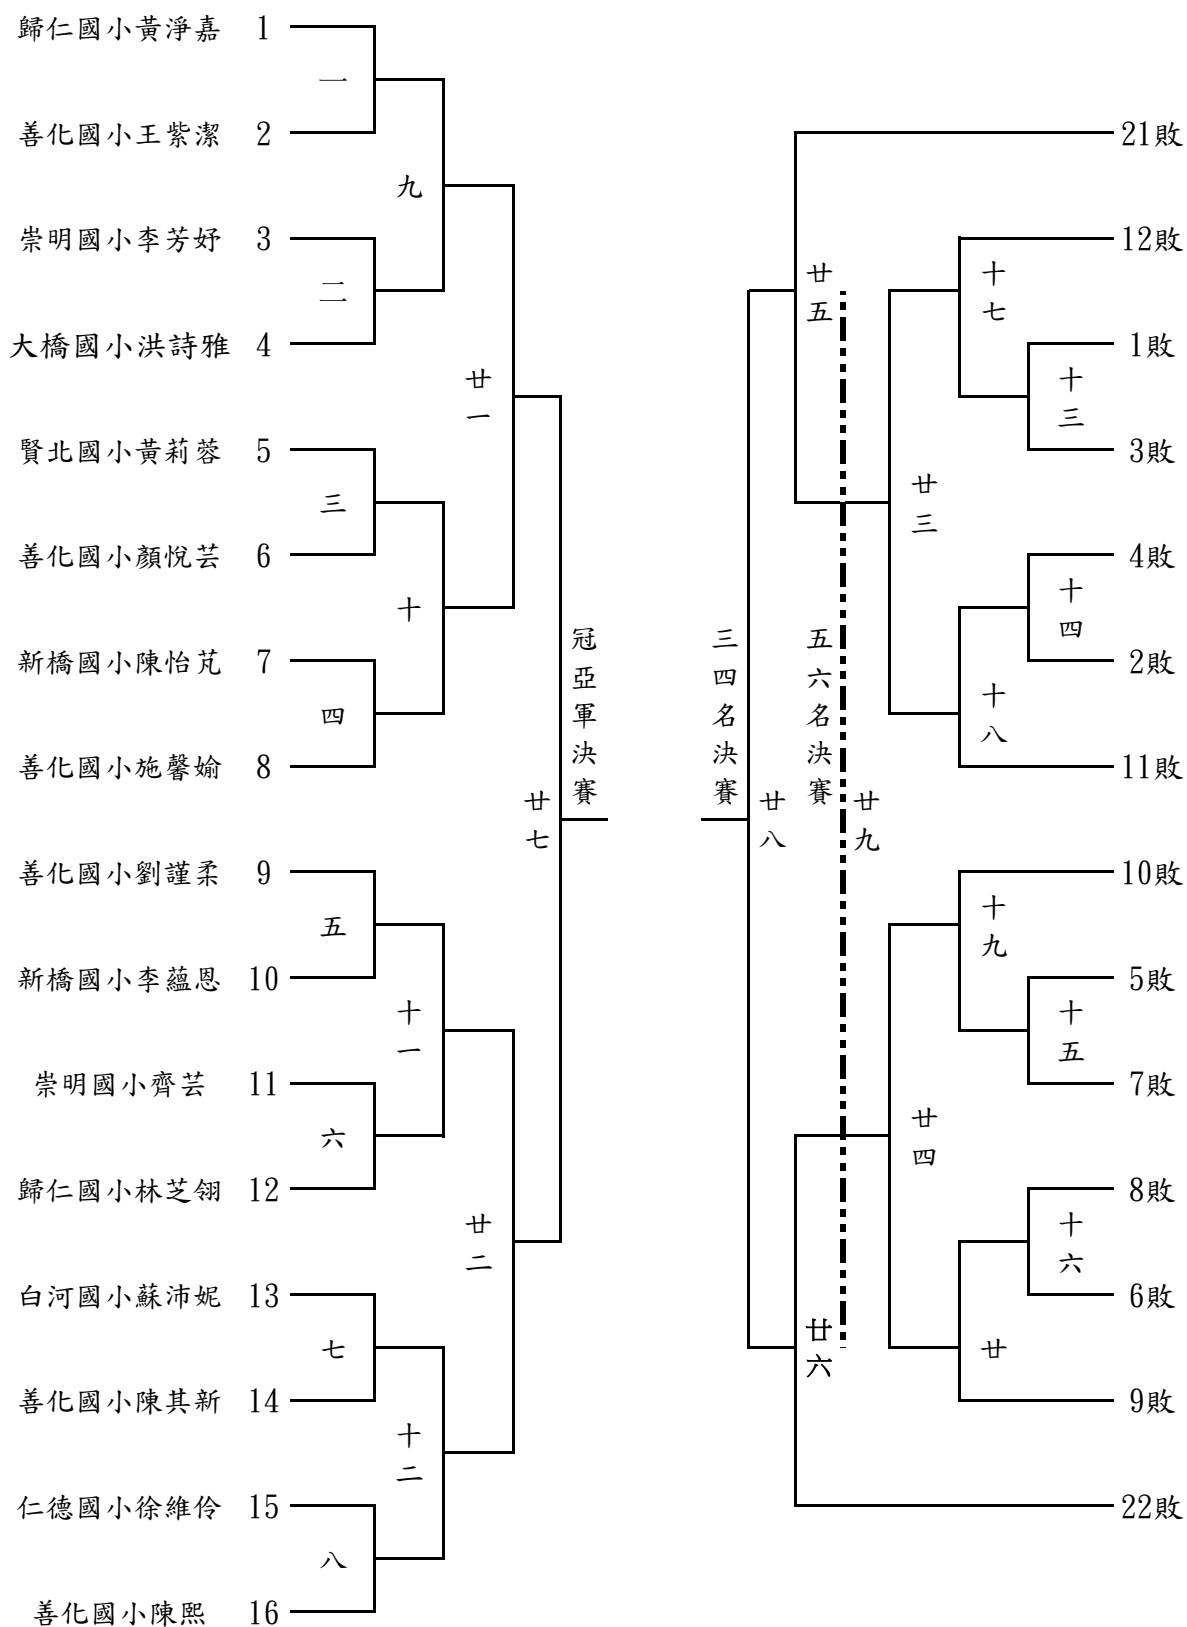 歸仁國小黃淨嘉 1
一
善化國小王紫潔 2
九
崇明國小李芳妤 3
二
大橋國小洪詩雅 4
廿一
賢北國小黃莉蓉 5
三
善化國小顏悅芸 6
十
新橋國小陳怡芃 7
四
善化國小施馨媮 8
冠亞軍決賽
廿七
善化國小劉謹柔 9
五
新橋國小李蘊恩 10
十一
崇明國小齊芸 11
六
歸仁國小林芝翎 12
廿二
白河國小蘇沛妮 13
七
善化國小陳其新 14
十二
仁德國小徐維伶 15
八
善化國小陳熙 16
21敗
廿五
12敗
十七
1敗
十三
3敗
廿三
4敗
十四
2敗
十八
11敗
三四名決賽
廿八
五六名決賽
廿九
10敗
十九
5敗
十五
7敗
廿四
8敗
十六
6敗
廿
9敗
廿六
22敗